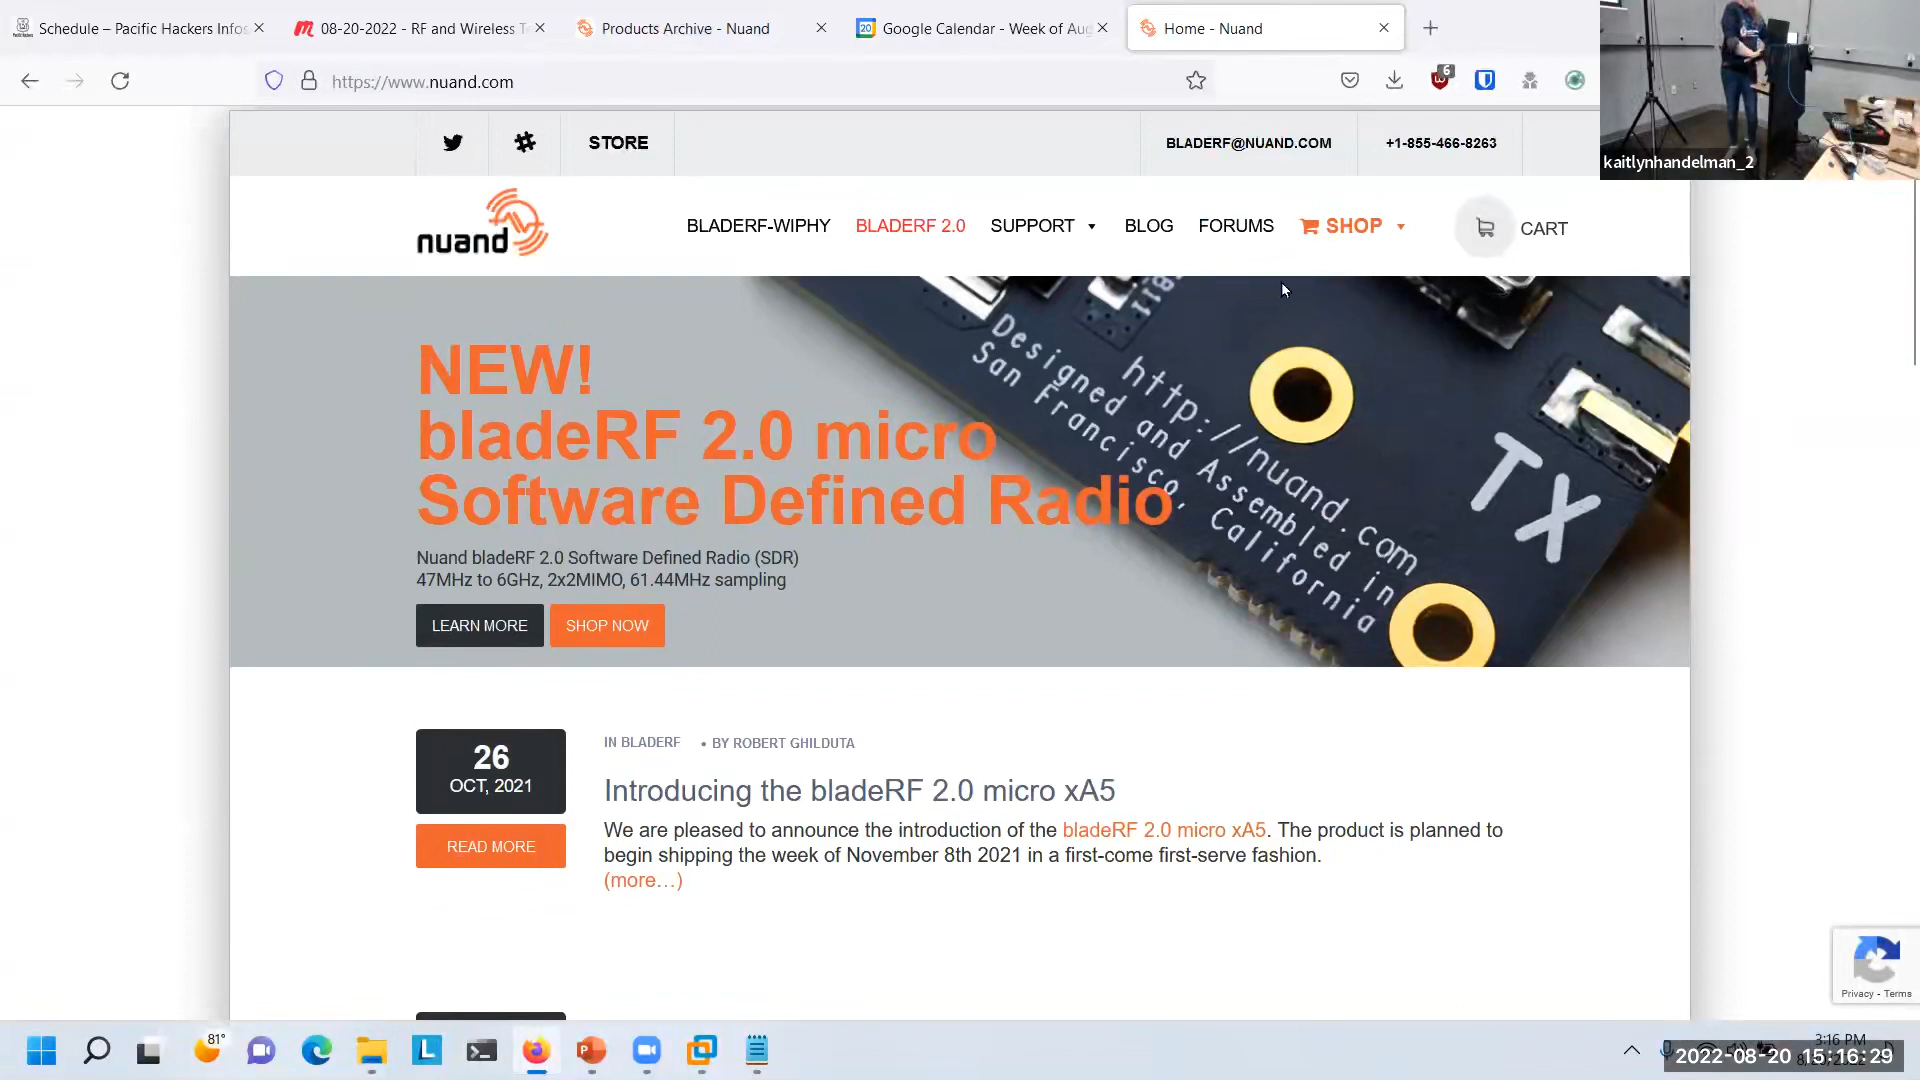 Schedule – Pacific Hackers Infos
08-20-2022 - RF and Wireless T
Products Archive - Nuand
Google Calendar - Week of Aug
Home - Nuand
https://www.nuand.com
6
kaitlynhandelman_2
STORE
BLADERF@NUAND.COM
+1-855-466-8263
nuand
BLADERF-WIPHY
BLADERF 2.0
SUPPORT
BLOG
FORUMS
SHOP
CART
NEW!
bladeRF 2.0 micro
Software Defined Radio
Nuand bladeRF 2.0 Software Defined Radio (SDR)
47MHz to 6GHz, 2x2MIMO, 61.44MHz sampling
LEARN MORE
SHOP NOW
http://nuand.com
Designed and Assembled in
San Francisco, California
TX
26
OCT, 2021
READ MORE
IN BLADERF • BY ROBERT GHILDUTA
Introducing the bladeRF 2.0 micro xA5
We are pleased to announce the introduction of the bladeRF 2.0 micro xA5. The product is planned to
begin shipping the week of November 8th 2021 in a first-come first-serve fashion.
(more…)
Privacy - Terms
81°
3:16 PM
2022-08-20 15:16:29